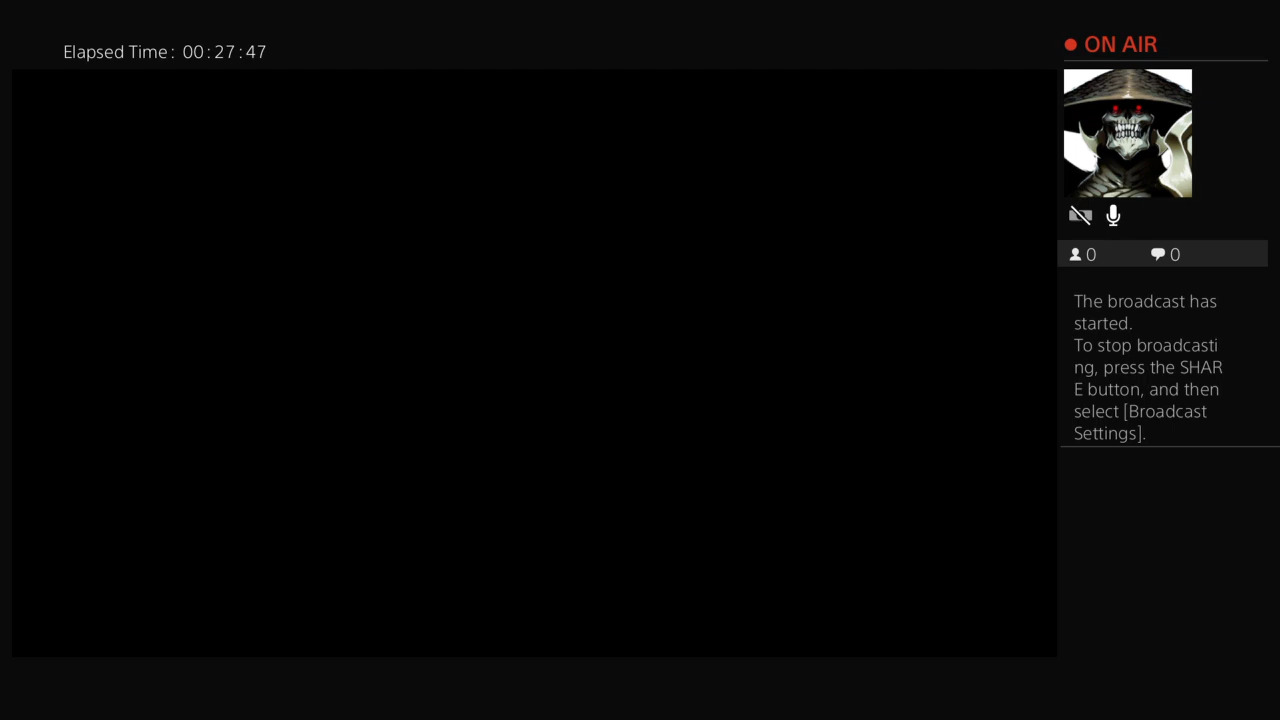 Elapsed Time: 00:27:47
ON AIR
0 0
The broadcast has
started.
To stop broadcasti
ng, press the SHAR
E button, and then
select [Broadcast
Settings].